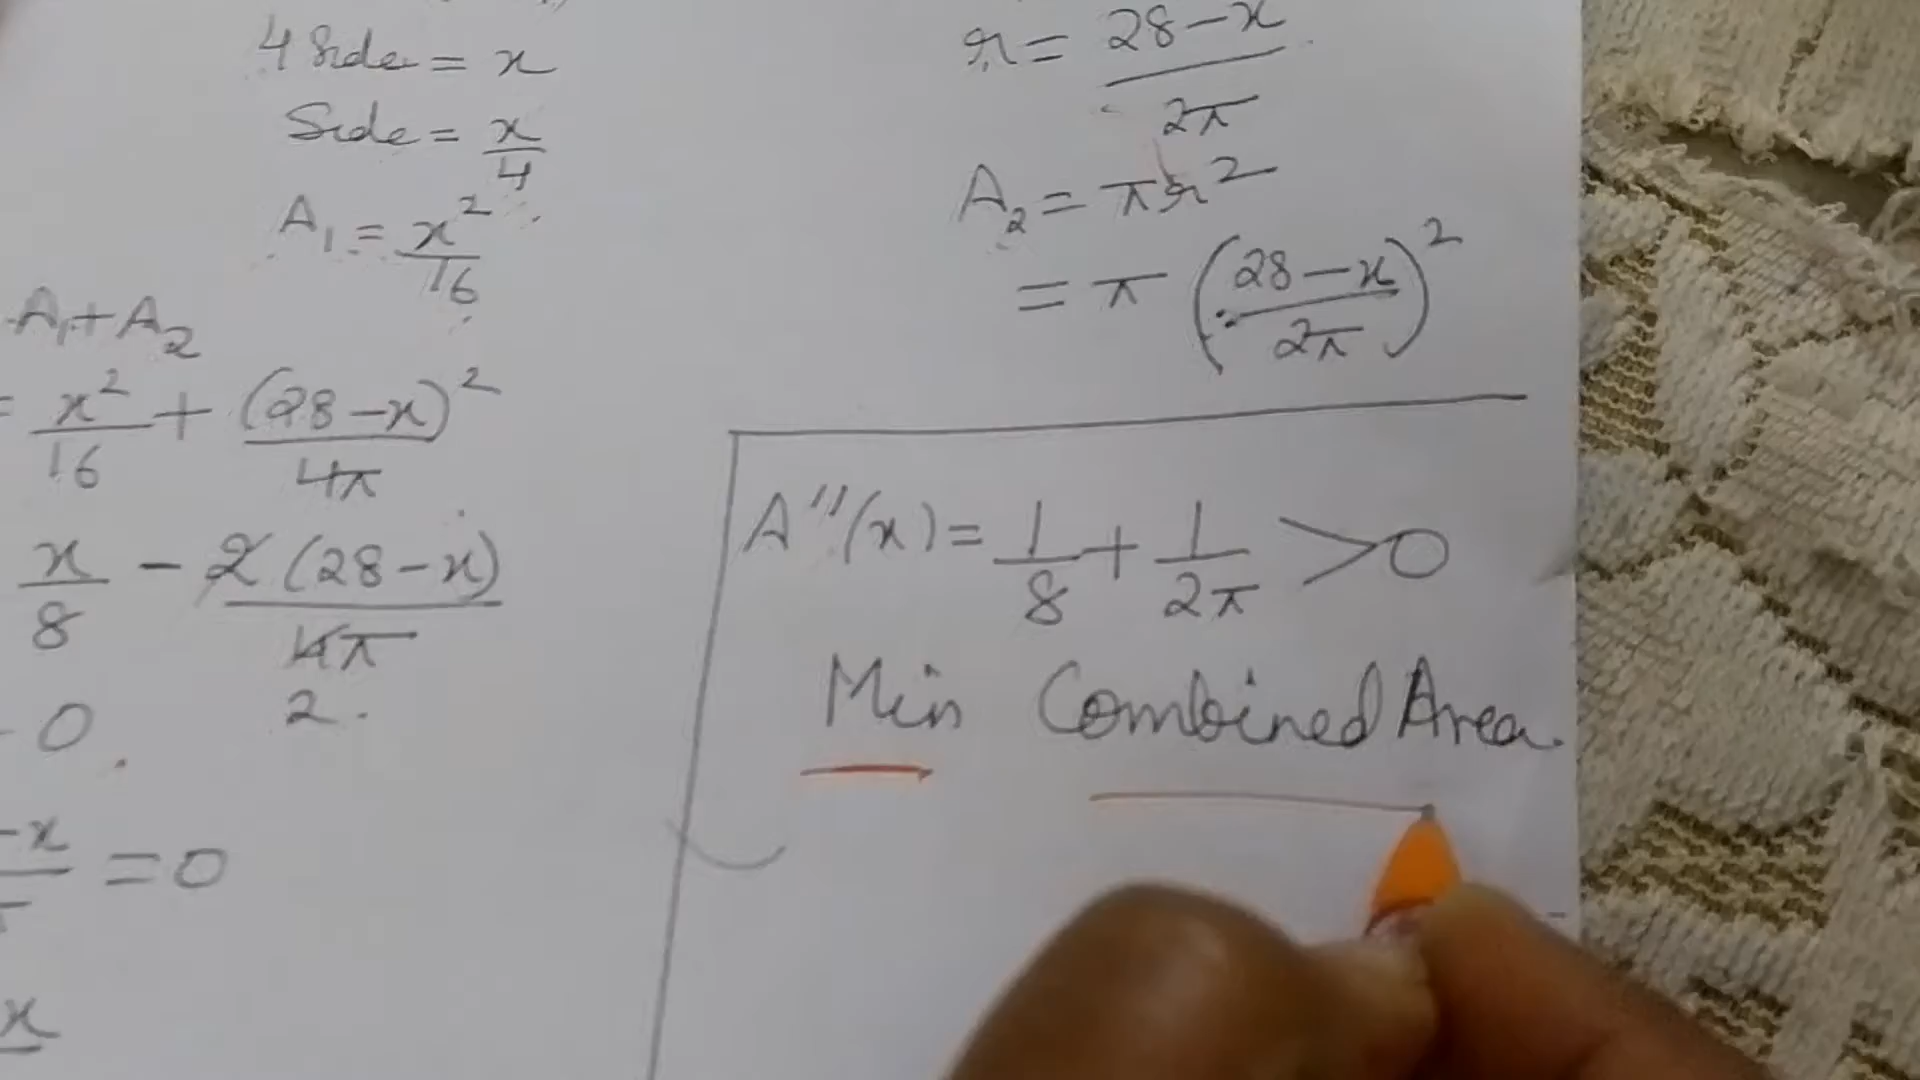 4 Side = x
Side = x/4
A₁ = x²/16
A₁ + A₂
= x²/16 + (28 – x)²/4π
x/8 – 2(28 – x)/4π
2
0
–x
= 0
x
r = 28 – x/2π
A₂ = πr²
= π (28 – x/2π)²
A''(x) = 1/8 + 1/2π > 0
Min Combined Area.